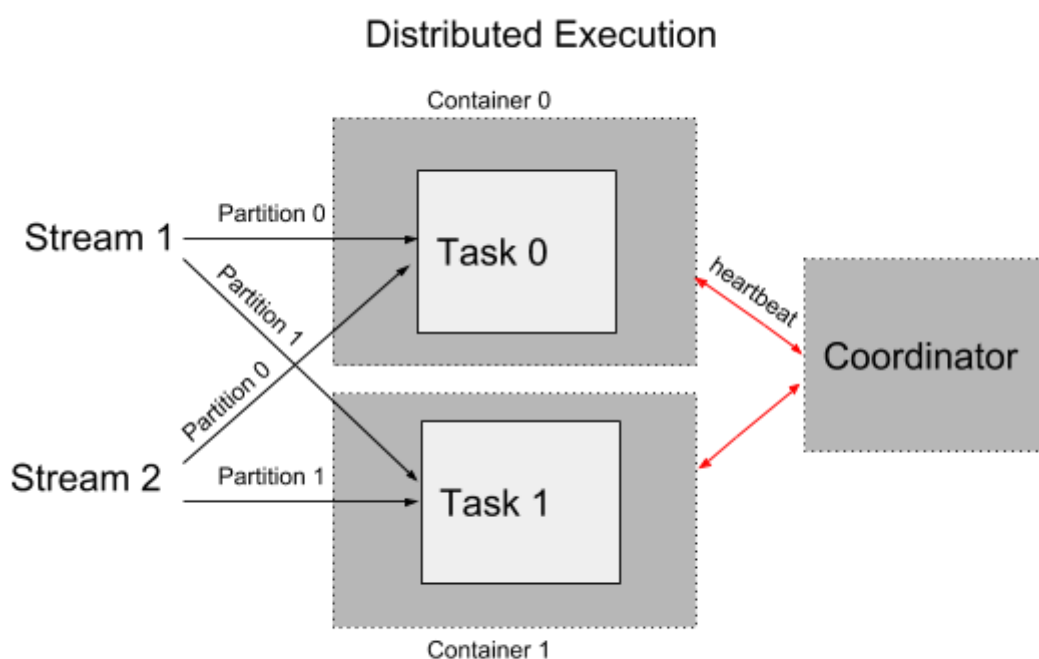 Distributed Execution
Container 0
Partition 0
Stream 1
Task 0
Partition 1
heartbeat
Coordinator
Partition 0
Stream 2
Partition 1
Task 1
Container 1